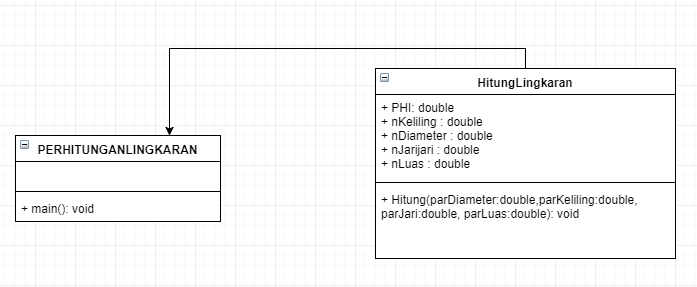 PERHITUNGANLINGKARAN
+ main(): void
HitungLingkaran
+ PHI: double
+ nKeliling : double
+ nDiameter : double
+ nJarijari : double
+ nLuas : double
+ Hitung(parDiameter:double,parKeliling:double,
parJari:double, parLuas:double): void